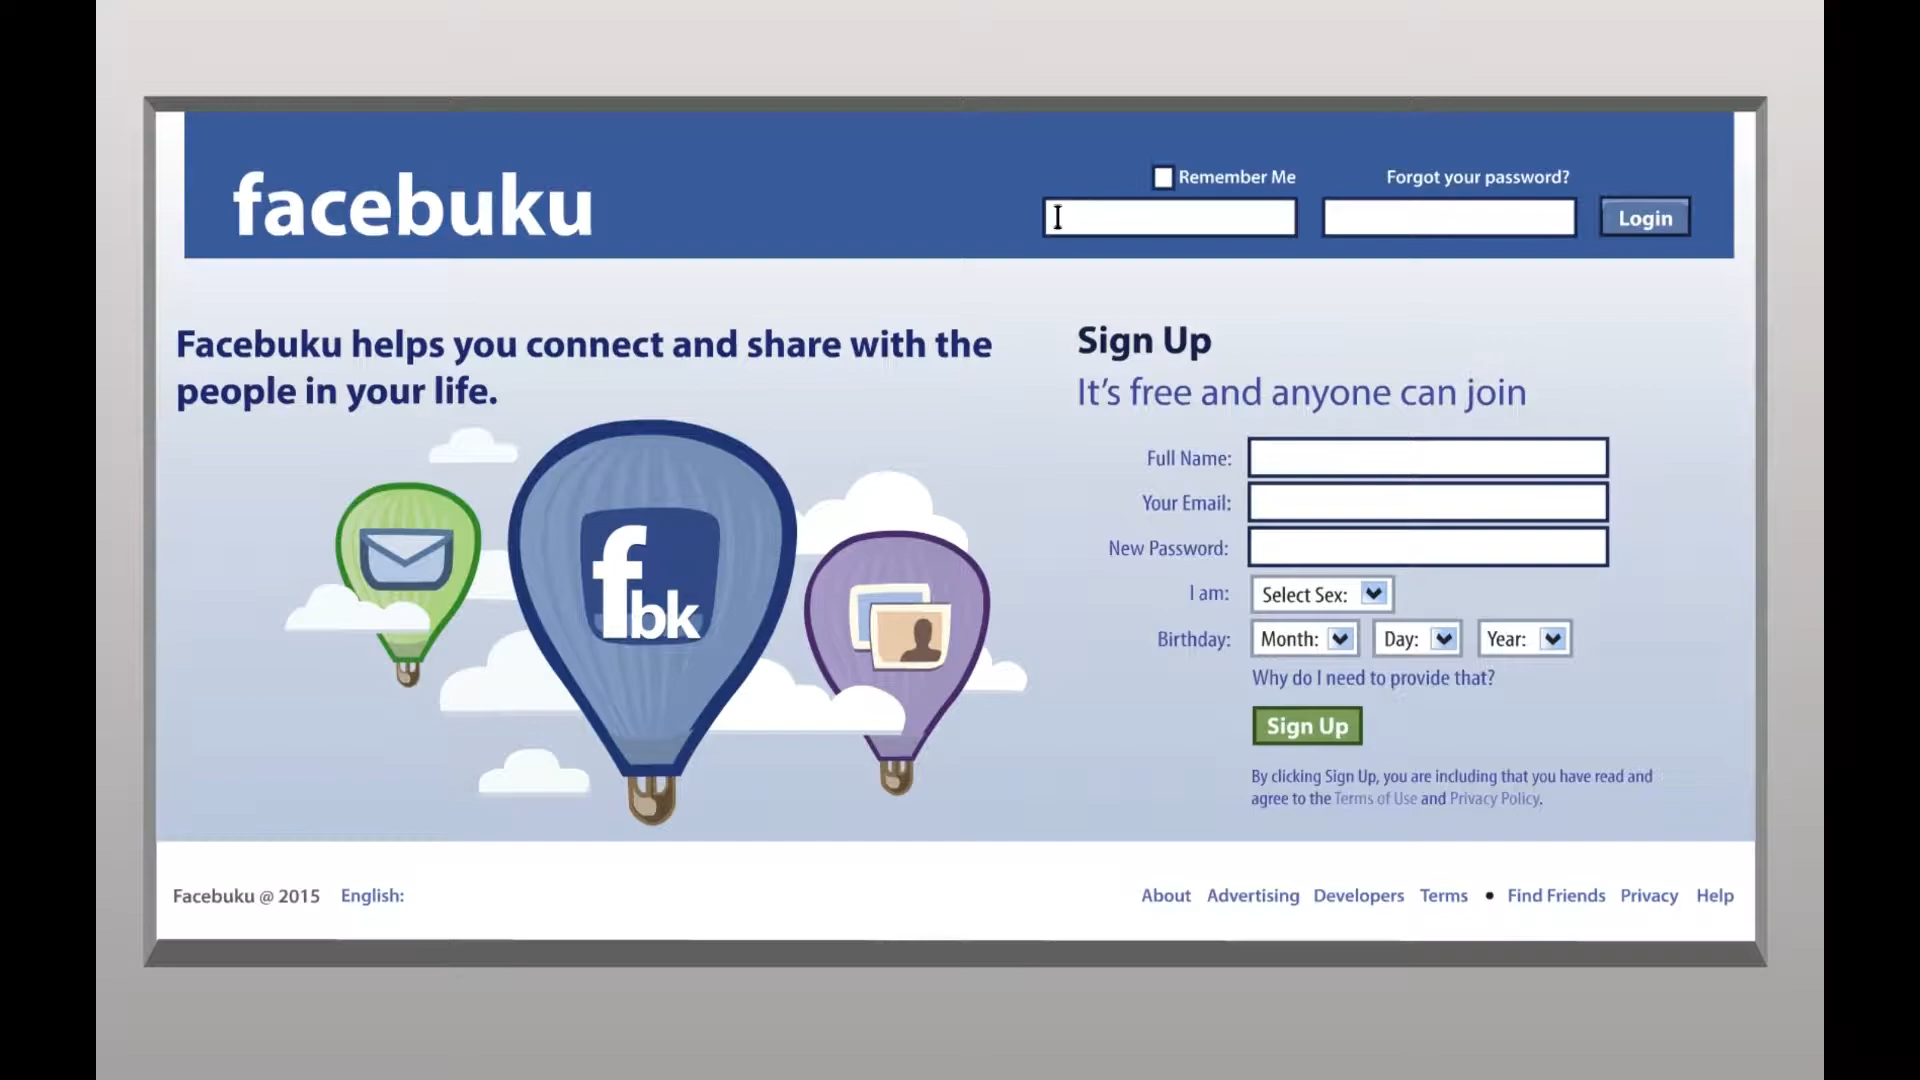 facebuku
Remember Me
Forgot your password?
Login
Facebuku helps you connect and share with the
people in your life.
fbk
Sign Up
It's free and anyone can join
Full Name:
Your Email:
New Password:
I am:
Select Sex:
Birthday:
Month:
Day:
Year:
Why do I need to provide that?
Sign Up
By clicking Sign Up, you are including that you have read and
agree to the Terms of Use and Privacy Policy.
Facebuku @ 2015
English:
About
Advertising
Developers
Terms
•
Find Friends
Privacy
Help